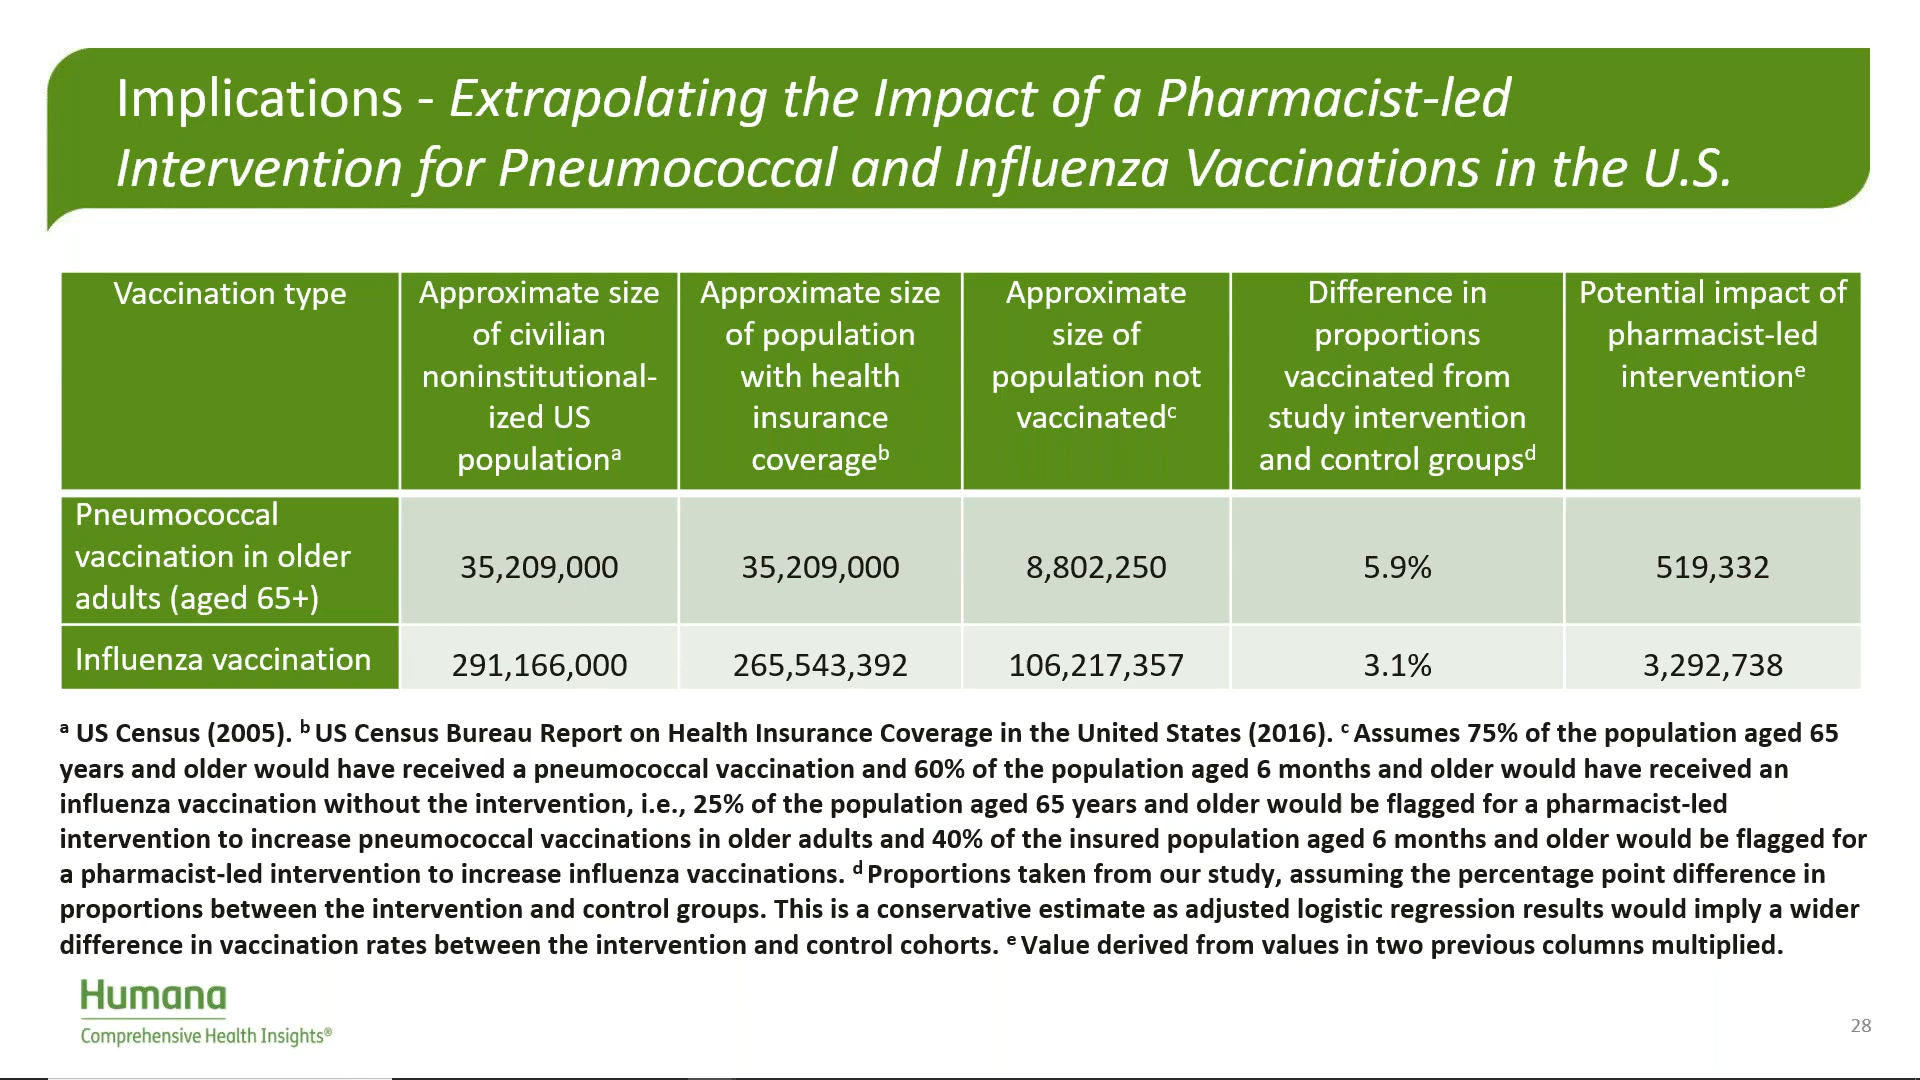 Implications - Extrapolating the Impact of a Pharmacist-led
Intervention for Pneumococcal and Influenza Vaccinations in the U.S.
Vaccination type
Approximate size
of civilian
noninstitutional-
ized US
populationᵃ
Approximate size
of population
with health
insurance
coverageᵇ
Approximate
size of
population not
vaccinatedᶜ
Difference in
proportions
vaccinated from
study intervention
and control groupsᵈ
Potential impact of
pharmacist-led
interventionᵉ
Pneumococcal
vaccination in older
adults (aged 65+)
35,209,000
35,209,000
8,802,250
5.9%
519,332
Influenza vaccination
291,166,000
265,543,392
106,217,357
3.1%
3,292,738
ᵃ US Census (2005). ᵇ US Census Bureau Report on Health Insurance Coverage in the United States (2016). ᶜ Assumes 75% of the population aged 65
years and older would have received a pneumococcal vaccination and 60% of the population aged 6 months and older would have received an
influenza vaccination without the intervention, i.e., 25% of the population aged 65 years and older would be flagged for a pharmacist-led
intervention to increase pneumococcal vaccinations in older adults and 40% of the insured population aged 6 months and older would be flagged for
a pharmacist-led intervention to increase influenza vaccinations. ᵈ Proportions taken from our study, assuming the percentage point difference in
proportions between the intervention and control groups. This is a conservative estimate as adjusted logistic regression results would imply a wider
difference in vaccination rates between the intervention and control cohorts. ᵉ Value derived from values in two previous columns multiplied.
Humana
Comprehensive Health Insights®
28